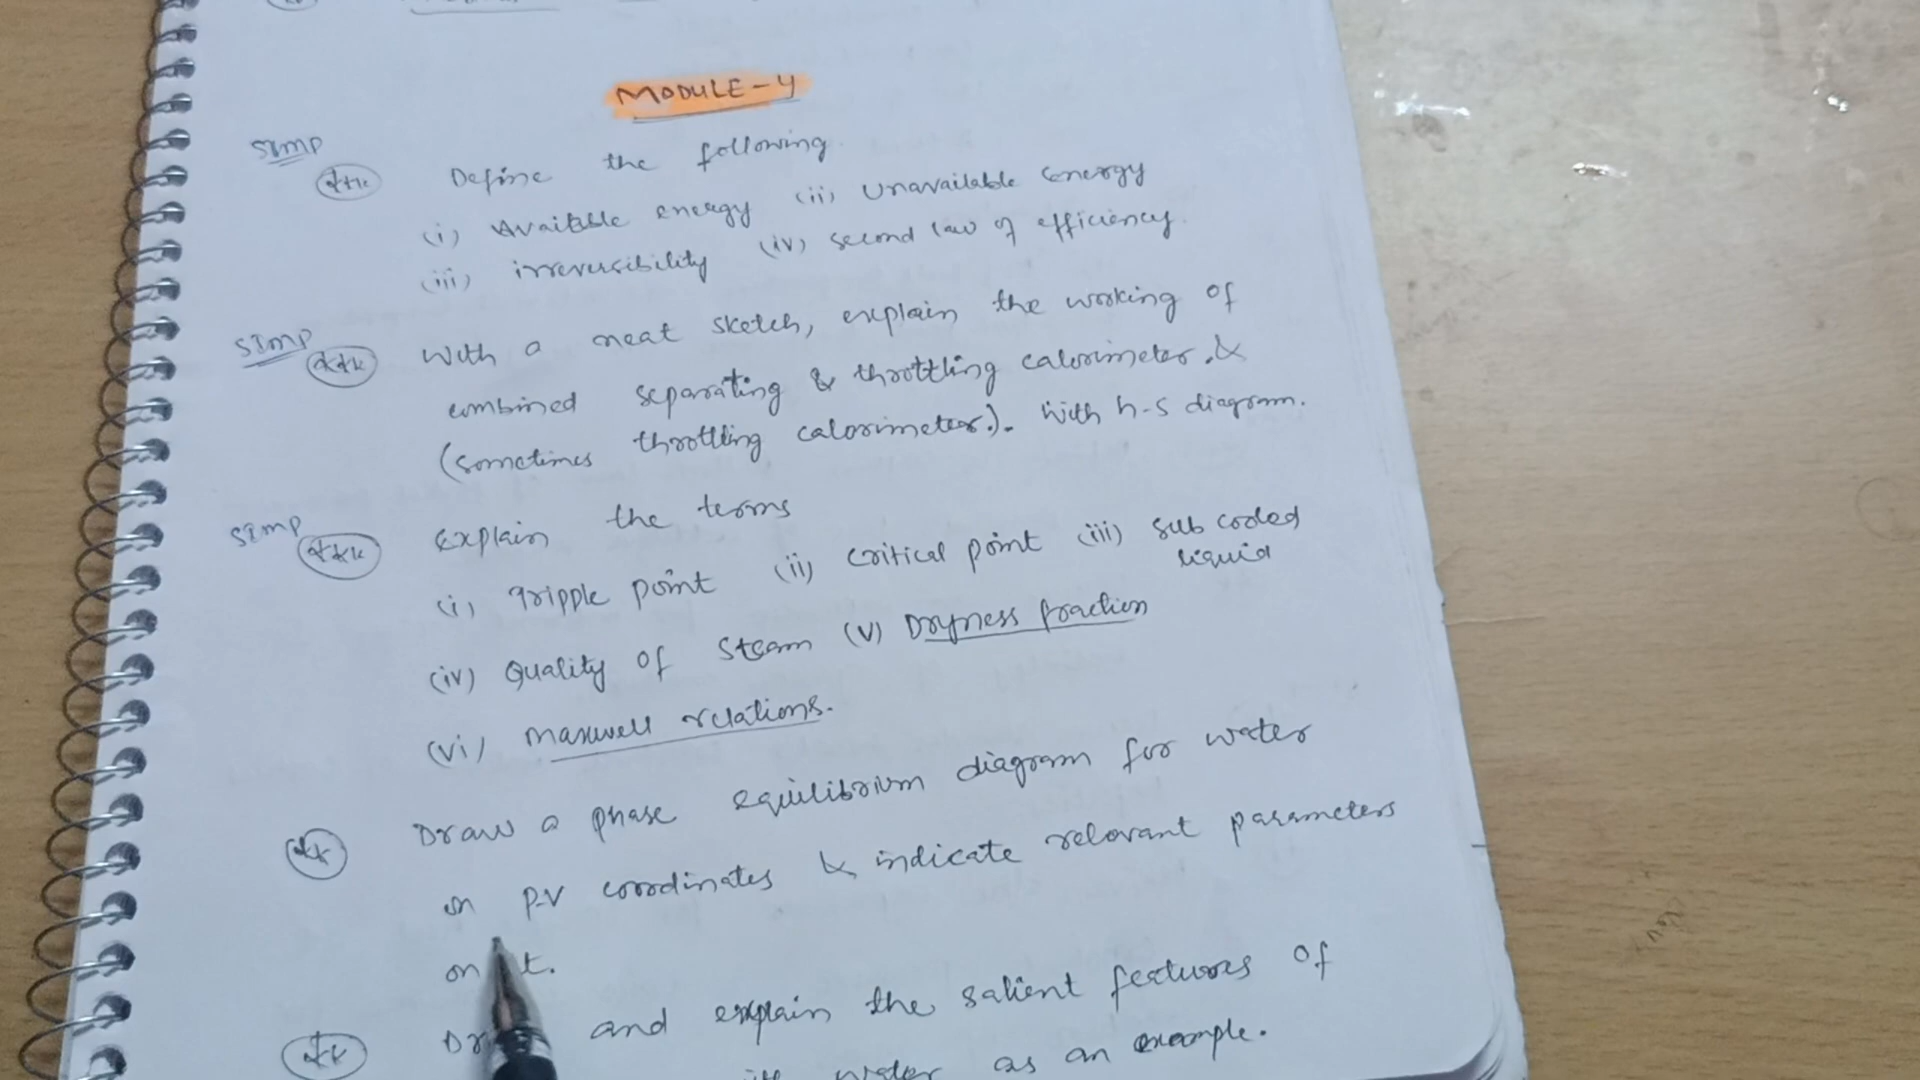 MODULE-4
SIMP
Define the following.
(i) Available energy (ii) Unavailable Energy
(iii) irreversibility (iv) second law of efficiency.
SIMP
With a neat sketch, explain the working of
combined separating & throttling calorimeter. &
(sometimes throttling calorimeter.). With h-s diagram.
SIMP
Explain the terms
(i) Tripple point (ii) Critical point (iii) Sub cooled
liquid
(iv) Quality of steam (v) Dryness fraction
(vi) Maxwell relations.
Draw a phase equilibrium diagram for water
on P-V coordinates & indicate relevant parameters
on t.
and explain the salient features of
water as an example.